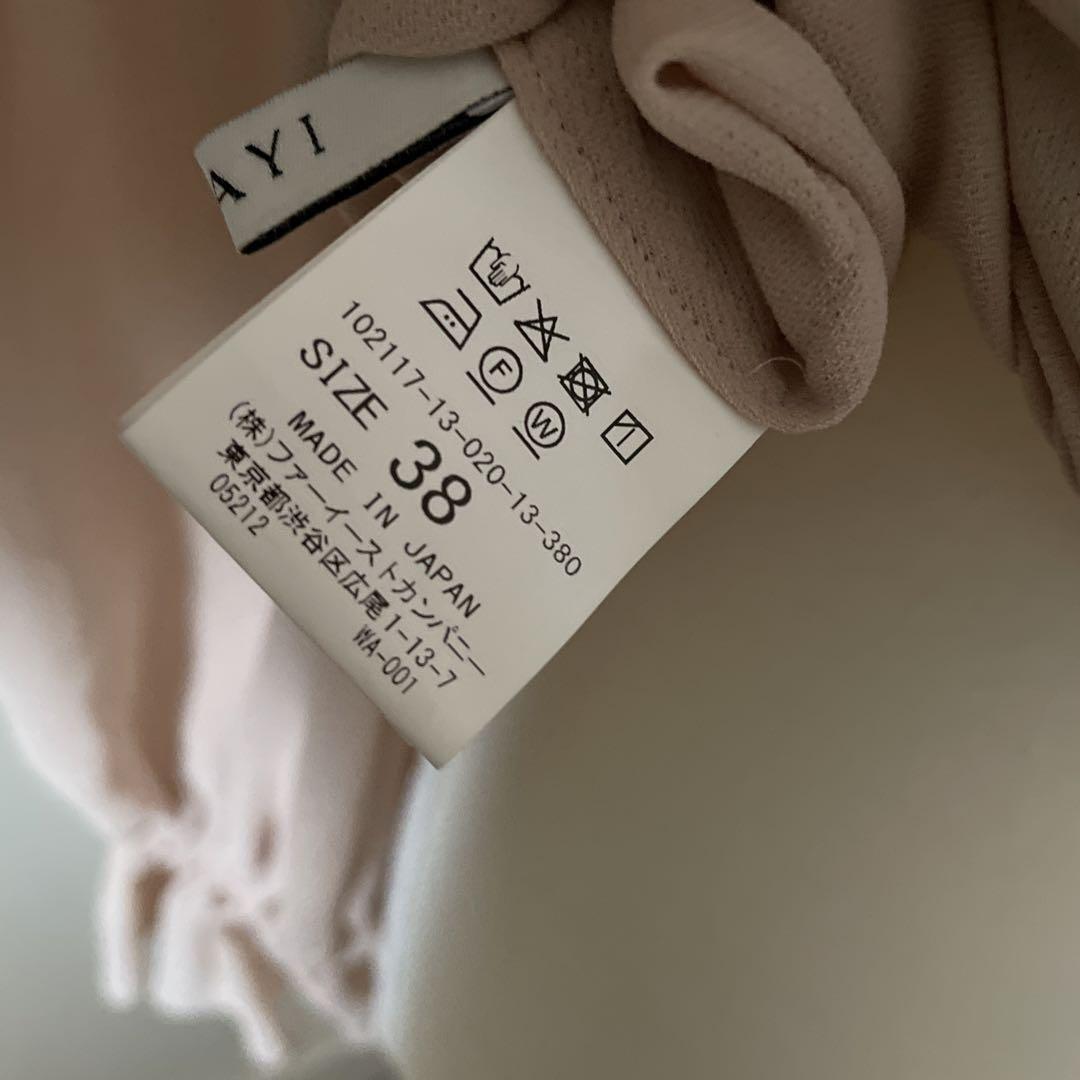 AYI
F
W
102117-13-020-13-380
SIZE 38
MADE IN JAPAN
(株)ファーイーストカンパニー
東京都渋谷区広尾1-13-7
05212 WA-001